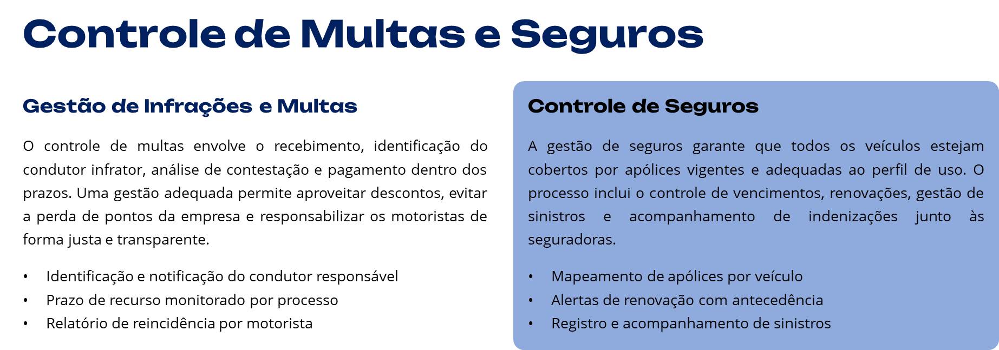 Controle de Multas e Seguros
Gestão de Infrações e Multas
O controle de multas envolve o recebimento, identificação do
condutor infrator, análise de contestação e pagamento dentro dos
prazos. Uma gestão adequada permite aproveitar descontos, evitar
a perda de pontos da empresa e responsabilizar os motoristas de
forma justa e transparente.
• Identificação e notificação do condutor responsável
• Prazo de recurso monitorado por processo
• Relatório de reincidência por motorista
Controle de Seguros
A gestão de seguros garante que todos os veículos estejam
cobertos por apólices vigentes e adequadas ao perfil de uso. O
processo inclui o controle de vencimentos, renovações, gestão de
sinistros e acompanhamento de indenizações junto às
seguradoras.
• Mapeamento de apólices por veículo
• Alertas de renovação com antecedência
• Registro e acompanhamento de sinistros